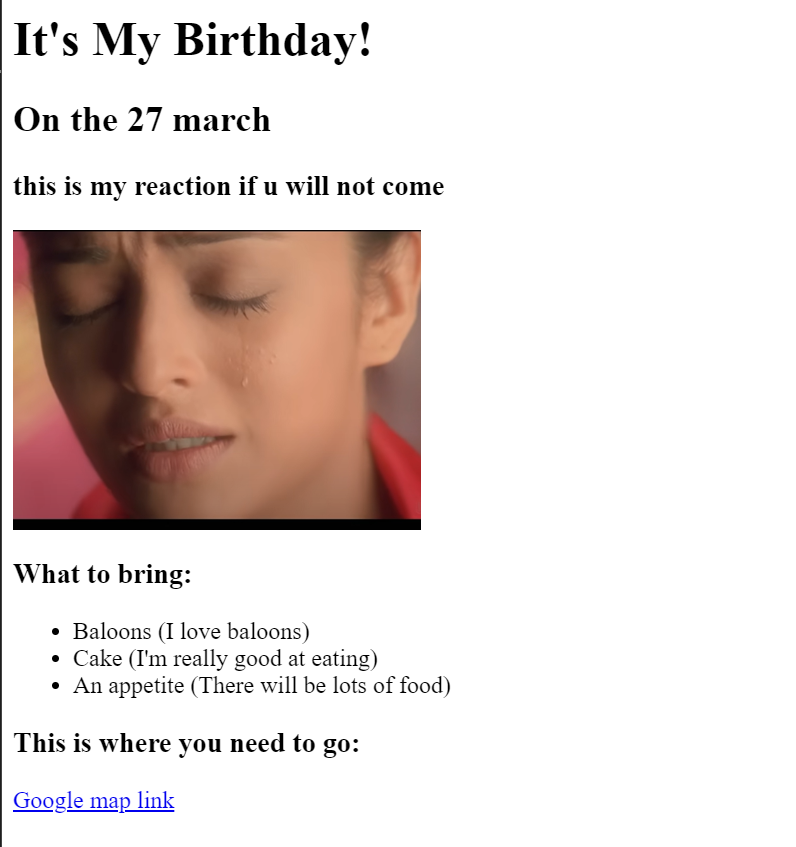 It's My Birthday!
On the 27 march
this is my reaction if u will not come
What to bring:
Baloons (I love baloons)
Cake (I'm really good at eating)
An appetite (There will be lots of food)
This is where you need to go:
Google map link